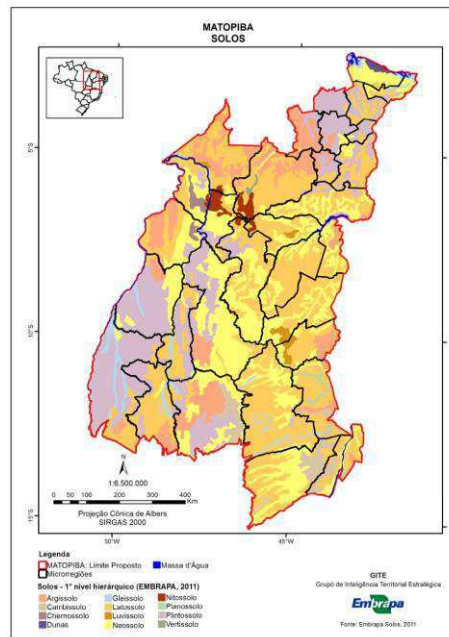 MATOPIBA
SOLOS
5°S
10°S
15°S
N
1:6.500.000
0 50 100 200 300 400
Km
Projeção Cônica de Albers
SIRGAS 2000
50°W
45°W
Legenda
MATOPIBA: Limite Proposto
Massa d'Água
Microrregiões
Solos - 1° nível hierárquico (EMBRAPA, 2011)
Argissolo
Gleissolo
Nitossolo
Cambissolo
Latossolo
Planossolo
Chernossolo
Luvissolo
Plintossolo
Dunas
Neossolo
Vertissolo
GITE
Grupo de Inteligência Territorial Estratégica
Embrapa
Fonte: Embrapa Solos, 2011